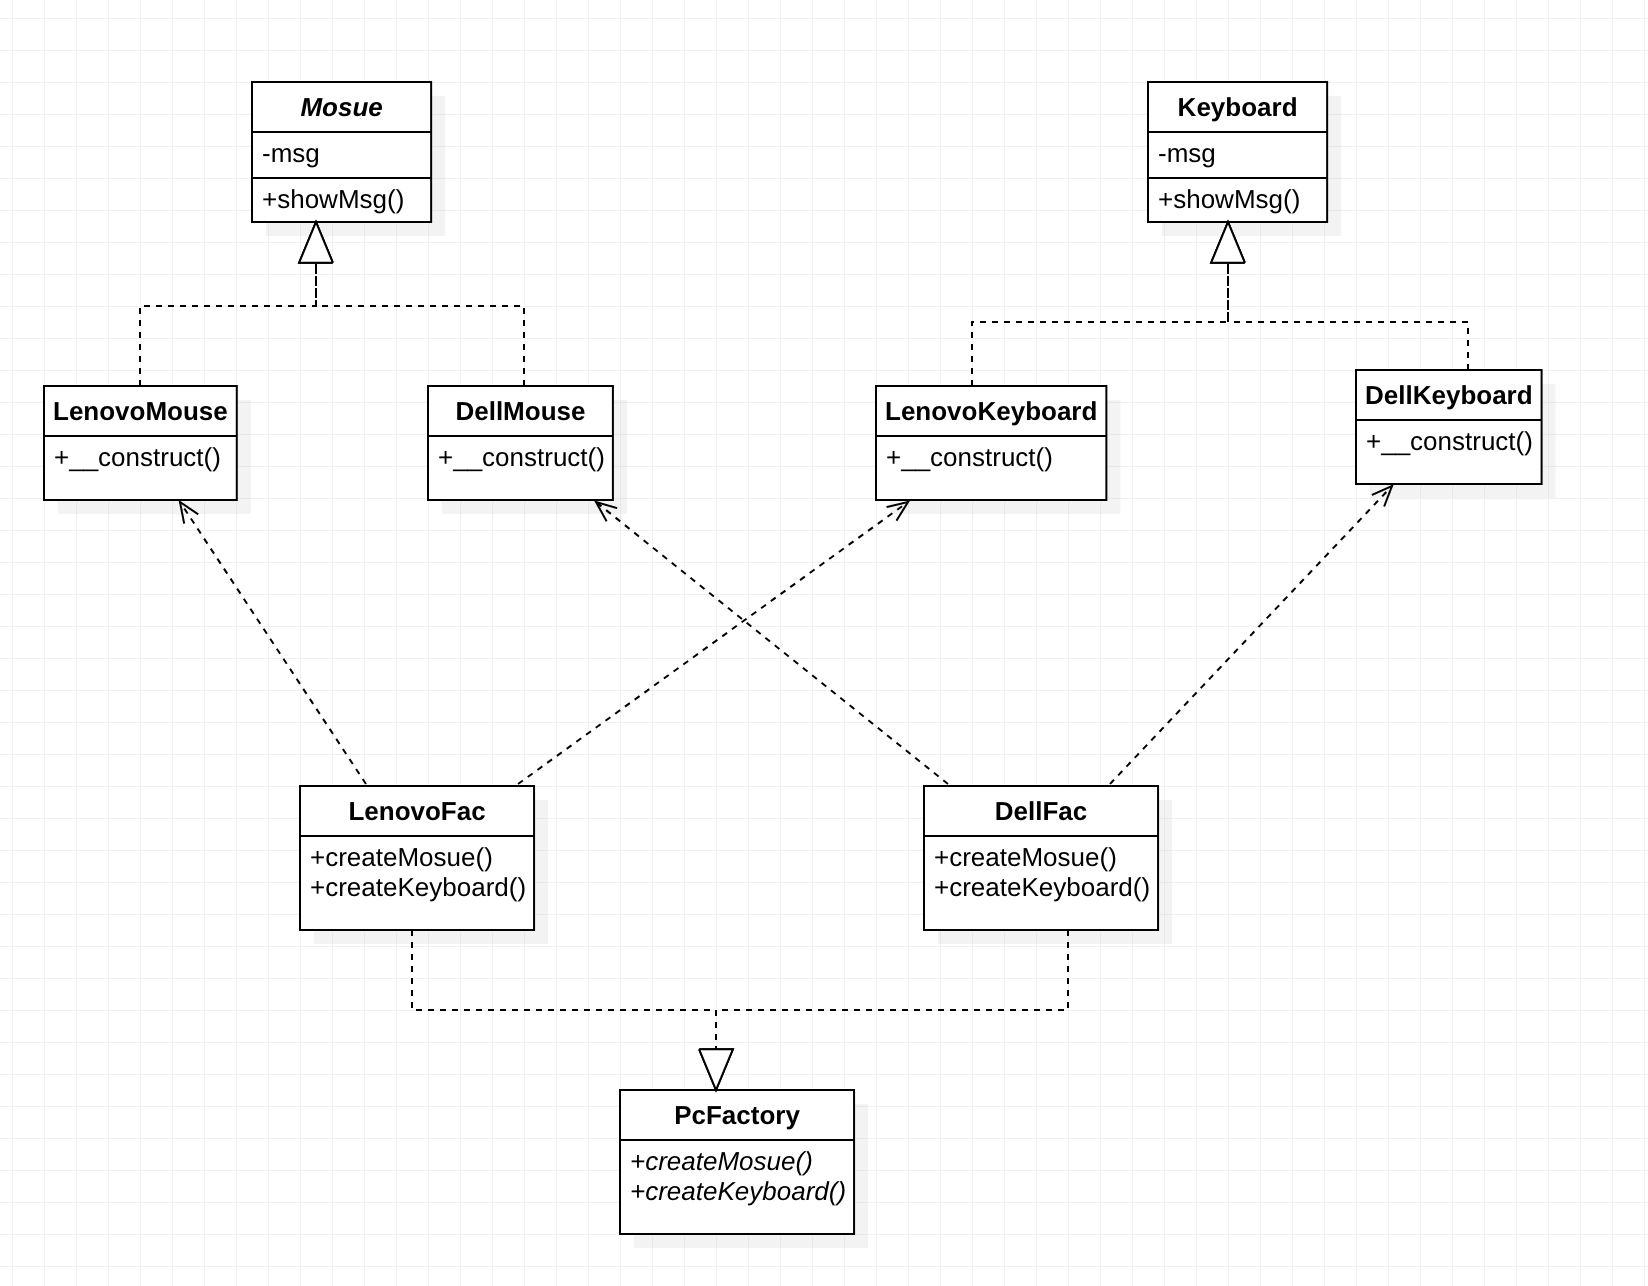 Mosue
-msg
+showMsg()
Keyboard
-msg
+showMsg()
LenovoMouse
+__construct()
DellMouse
+__construct()
LenovoKeyboard
+__construct()
DellKeyboard
+__construct()
LenovoFac
+createMosue()
+createKeyboard()
DellFac
+createMosue()
+createKeyboard()
PcFactory
+createMosue()
+createKeyboard()